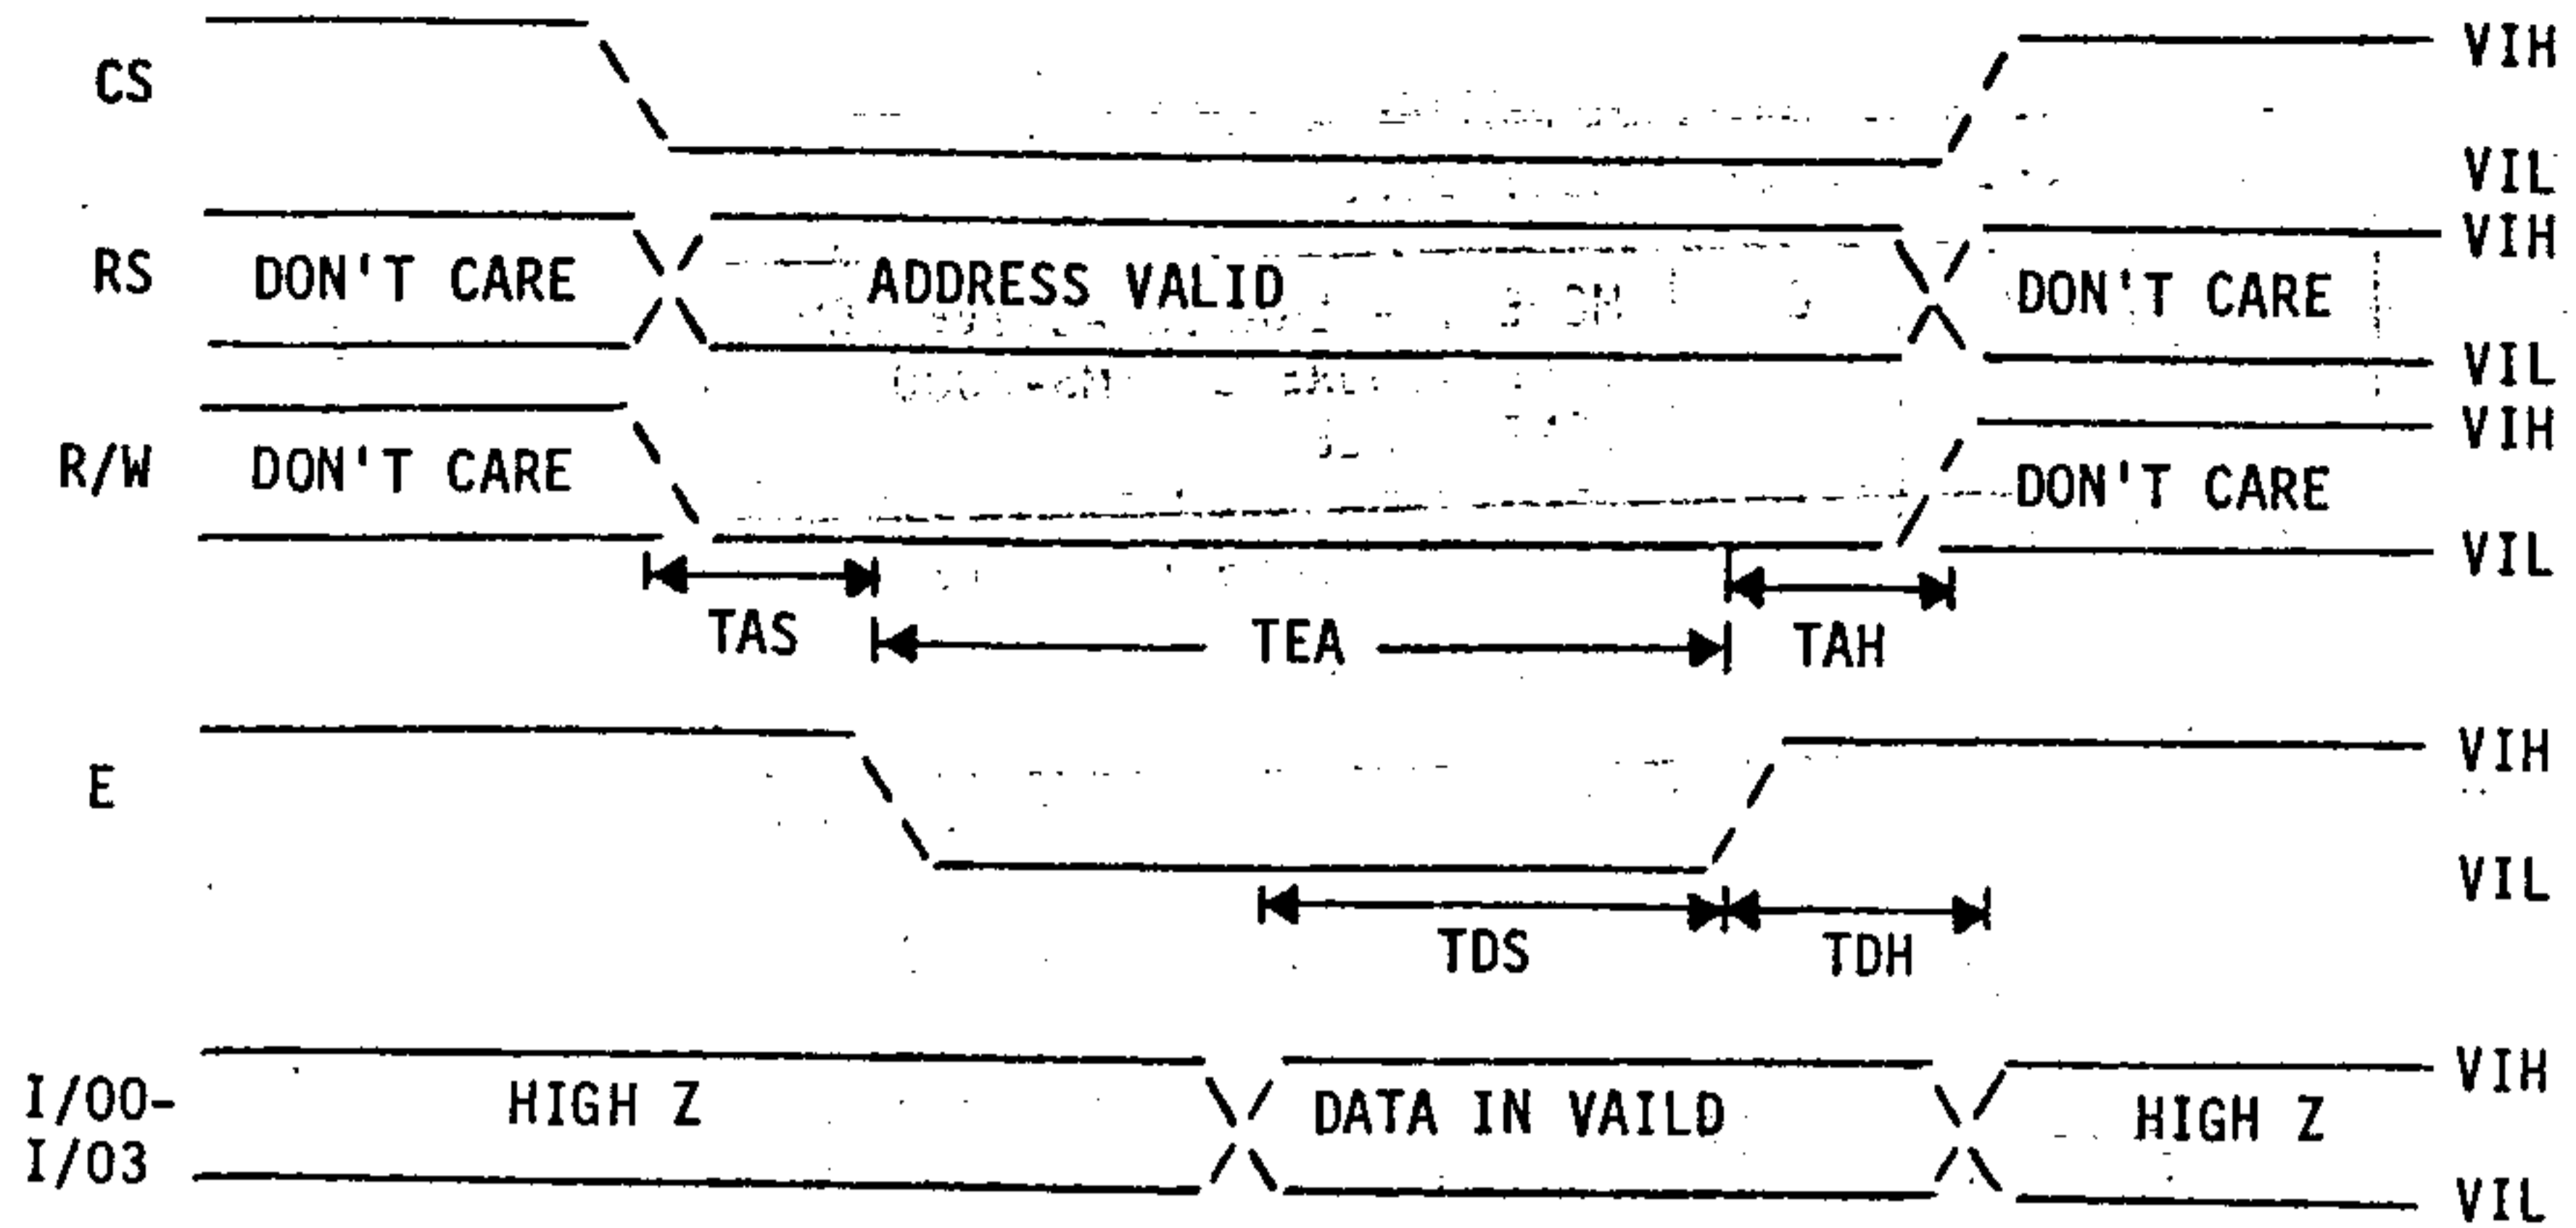 CS
VIH
VIL
RS
DON'T CARE
ADDRESS VALID
DON'T CARE
VIH
VIL
R/W
DON'T CARE
DON'T CARE
VIH
VIL
TAS
TEA
TAH
E
VIH
VIL
TDS
TDH
I/O0-
I/O3
HIGH Z
DATA IN VAILD
HIGH Z
VIH
VIL